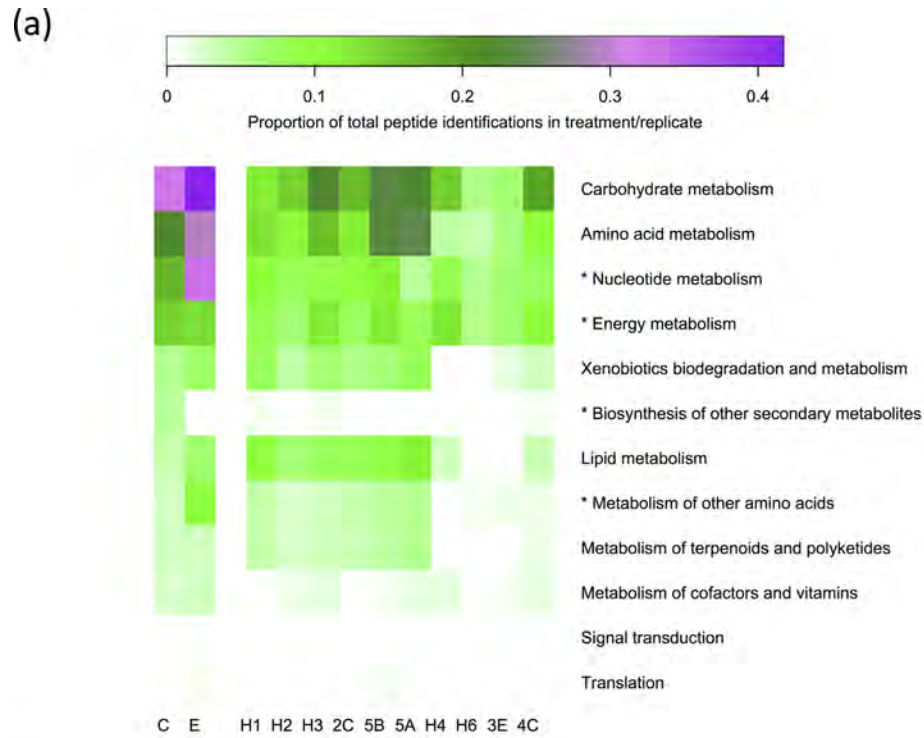 (a)
0 0.1 0.2 0.3 0.4
Proportion of total peptide identifications in treatment/replicate
Carbohydrate metabolism
Amino acid metabolism
* Nucleotide metabolism
* Energy metabolism
Xenobiotics biodegradation and metabolism
* Biosynthesis of other secondary metabolites
Lipid metabolism
* Metabolism of other amino acids
Metabolism of terpenoids and polyketides
Metabolism of cofactors and vitamins
Signal transduction
Translation
C E H1 H2 H3 2C 5B 5A H4 H6 3E 4C